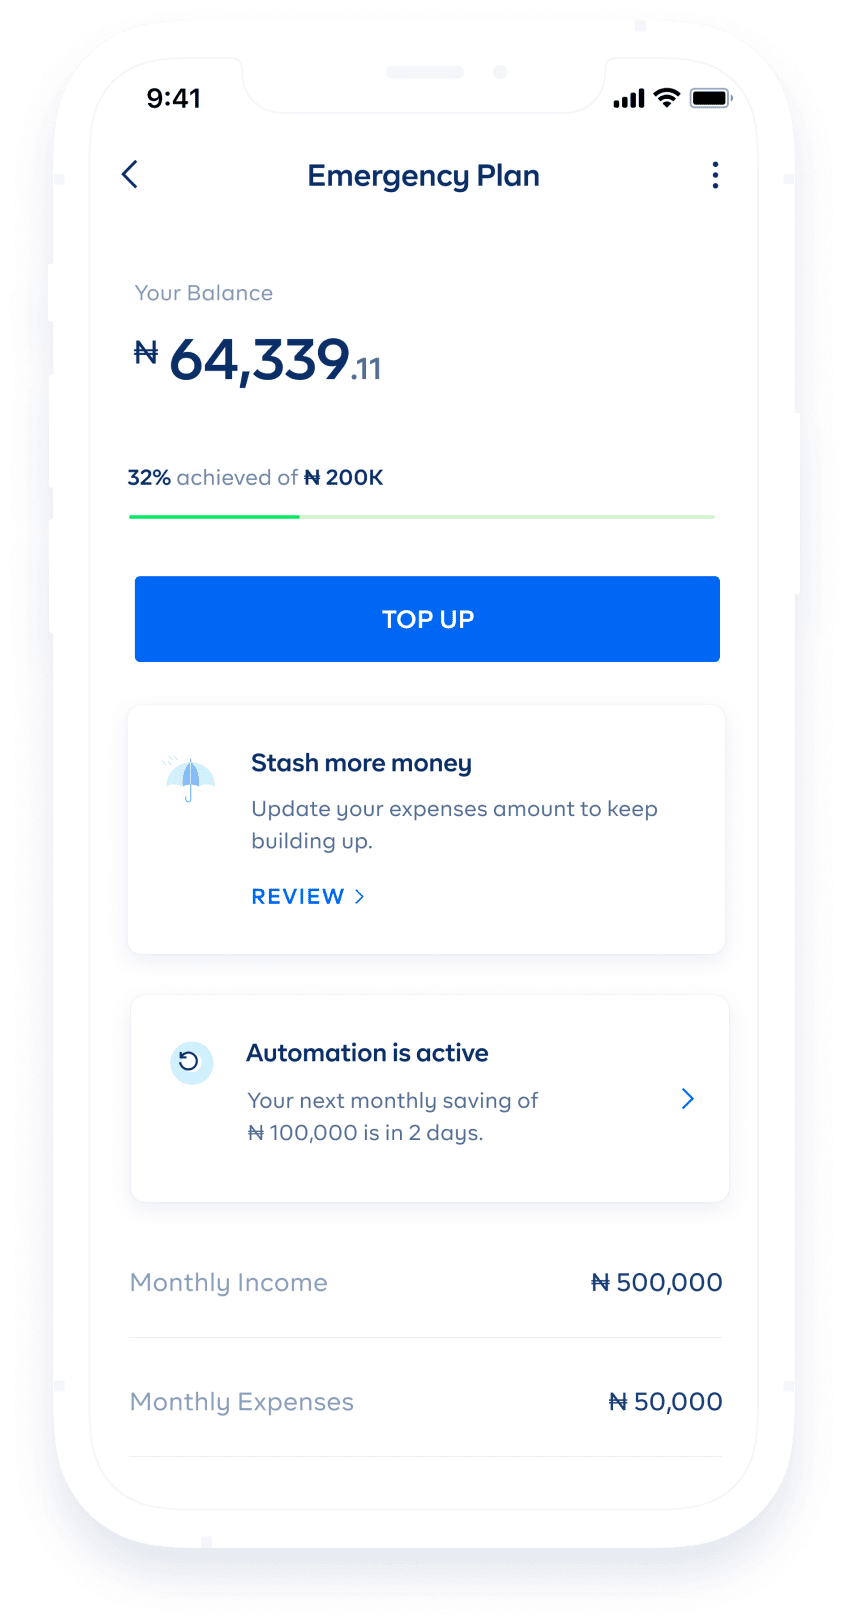 9:41
Emergency Plan
Your Balance
₦ 64,339.11
32% achieved of ₦ 200K
TOP UP
Stash more money
Update your expenses amount to keep
building up.
REVIEW
Automation is active
Your next monthly saving of
₦ 100,000 is in 2 days.
Monthly Income ₦ 500,000
Monthly Expenses ₦ 50,000